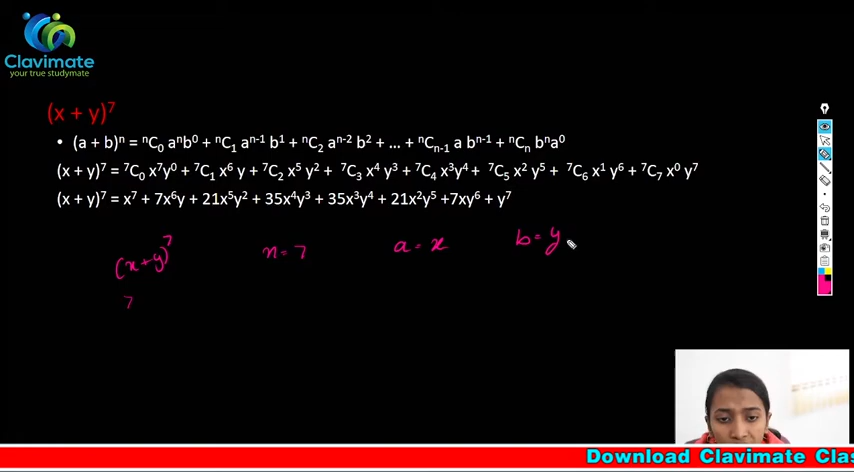 Clavimate
your true studymate
(x + y)⁷
• (a + b)ⁿ = ⁿC₀ aⁿb⁰ + ⁿC₁ aⁿ⁻¹ b¹ + ⁿC₂ aⁿ⁻² b² + ... + ⁿCₙ₋₁ a bⁿ⁻¹ + ⁿCₙ bⁿa⁰
(x + y)⁷ = ⁷C₀ x⁷y⁰ + ⁷C₁ x⁶ y + ⁷C₂ x⁵ y² + ⁷C₃ x⁴ y³ + ⁷C₄ x³y⁴ + ⁷C₅ x² y⁵ + ⁷C₆ x¹ y⁶ + ⁷C₇ x⁰ y⁷
(x + y)⁷ = x⁷ + 7x⁶y + 21x⁵y² + 35x⁴y³ + 35x³y⁴ + 21x²y⁵ +7xy⁶ + y⁷
(x+y)⁷ n = 7 a = x b = y
7
Download Clavimate Clas